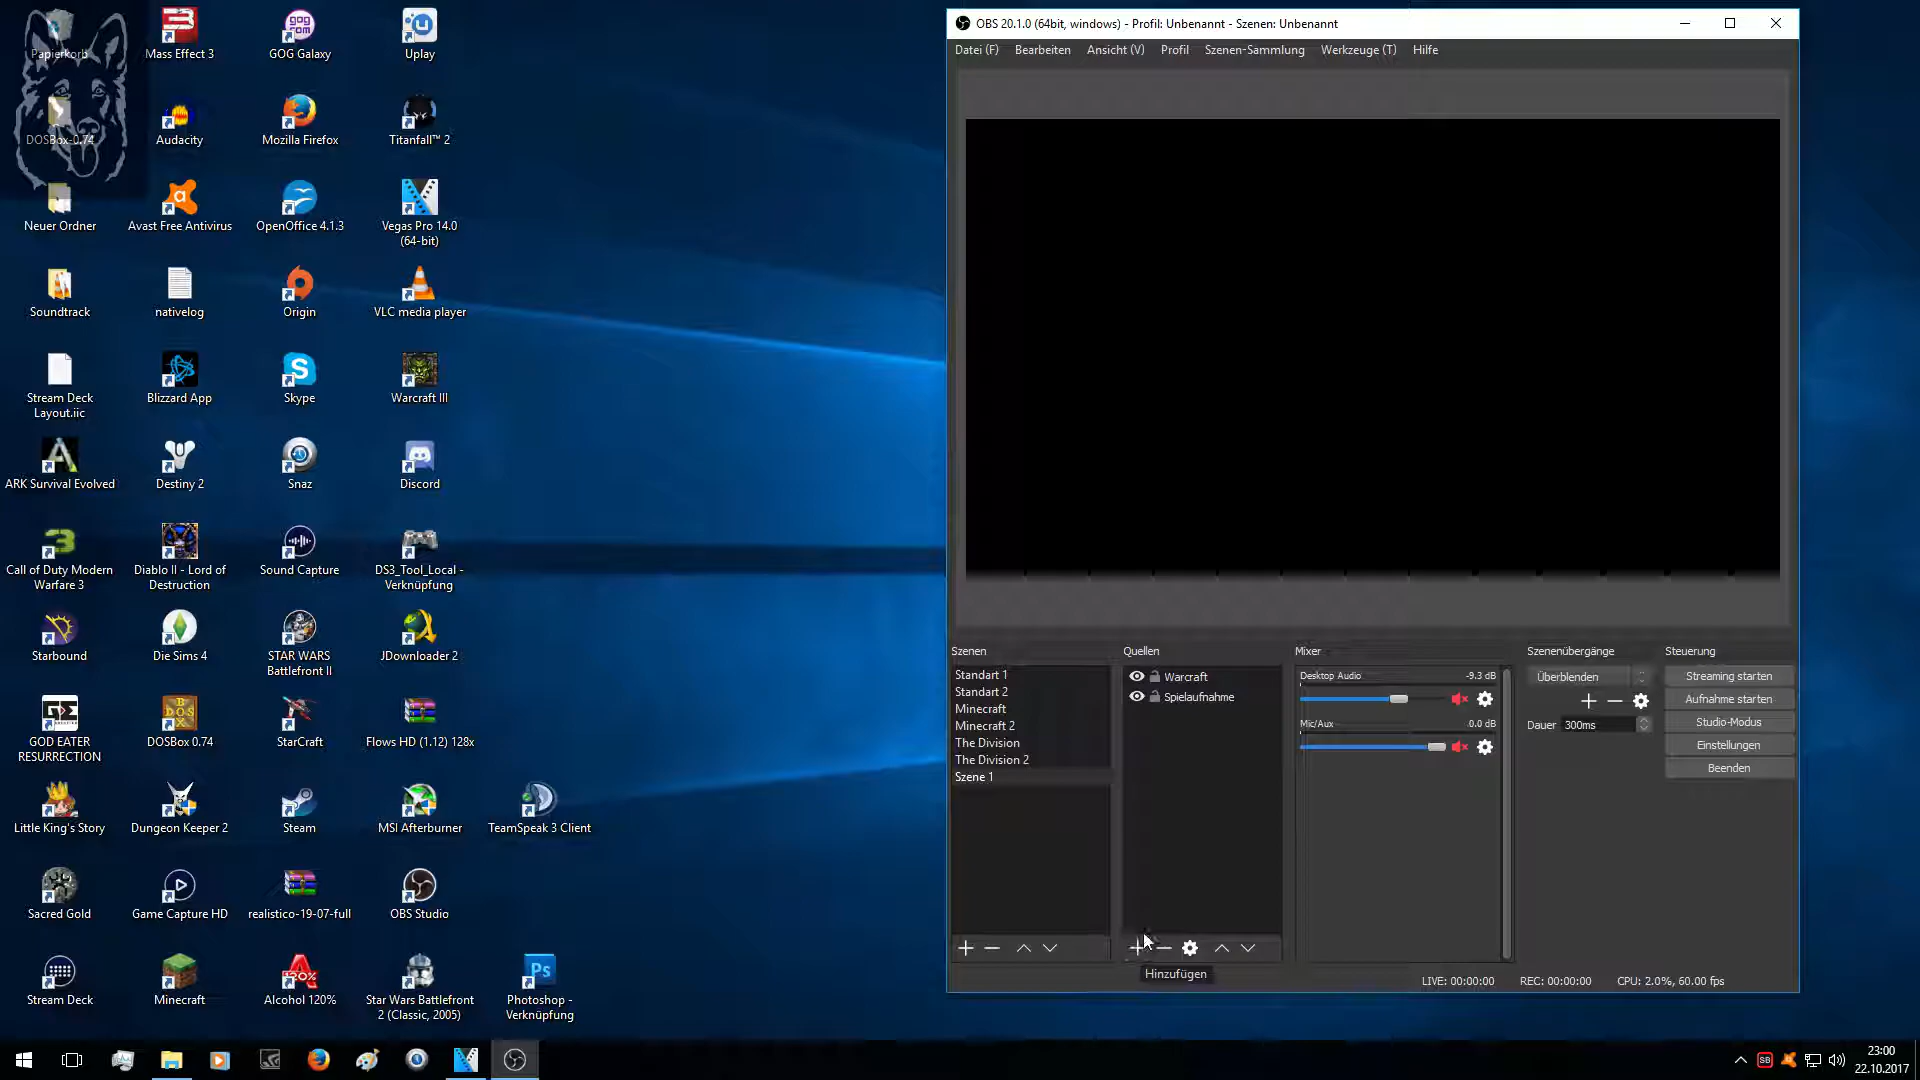 Papierkorb
Mass Effect 3
GOG Galaxy
Uplay
DOSBox-0.74
Audacity
Mozilla Firefox
Titanfall™ 2
Neuer Ordner
Avast Free Antivirus
OpenOffice 4.1.3
Vegas Pro 14.0
(64-bit)
Soundtrack
nativelog
Origin
VLC media player
Stream Deck
Layout.iic
Blizzard App
Skype
Warcraft III
ARK Survival Evolved
Destiny 2
Snaz
Discord
Call of Duty Modern
Warfare 3
Diablo II - Lord of
Destruction
Sound Capture
DS3_Tool_Local -
Verknüpfung
Starbound
Die Sims 4
STAR WARS
Battlefront II
JDownloader 2
GOD EATER
RESURRECTION
DOSBox 0.74
StarCraft
Flows HD (1.12) 128x
Little King's Story
Dungeon Keeper 2
Steam
MSI Afterburner
TeamSpeak 3 Client
Sacred Gold
Game Capture HD
realistico-19-07-full
OBS Studio
Stream Deck
Minecraft
Alcohol 120%
Star Wars Battlefront
2 (Classic, 2005)
Photoshop -
Verknüpfung
OBS 20.1.0 (64bit, windows) - Profil: Unbenannt - Szenen: Unbenannt
Datei (F) Bearbeiten Ansicht (V) Profil Szenen-Sammlung Werkzeuge (T) Hilfe
Szenen
Standart 1
Standart 2
Minecraft
Minecraft 2
The Division
The Division 2
Szene 1
Quellen
Warcraft
Spielaufnahme
Hinzufügen
Mixer
Desktop Audio -9.3 dB
Mic/Aux 0.0 dB
Szenenübergänge
Überblenden
Dauer 300ms
Steuerung
Streaming starten
Aufnahme starten
Studio-Modus
Einstellungen
Beenden
LIVE: 00:00:00 REC: 00:00:00 CPU: 2.0%, 60.00 fps
23:00
22.10.2017